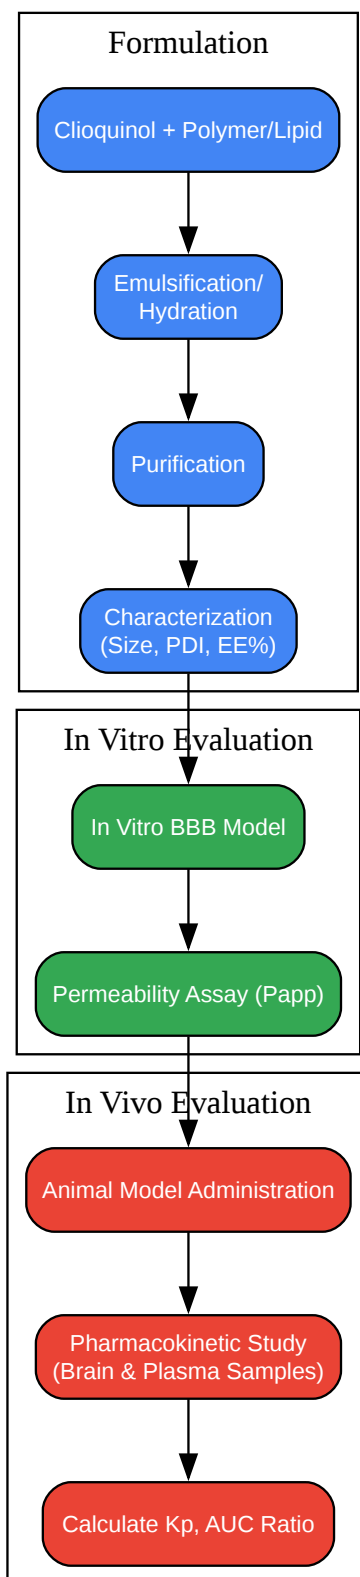 Formulation
Clioquinol + Polymer/Lipid
Emulsification/
Hydration
Purification
Characterization
(Size, PDI, EE%)
In Vitro Evaluation
In Vitro BBB Model
Permeability Assay (Papp)
In Vivo Evaluation
Animal Model Administration
Pharmacokinetic Study
(Brain & Plasma Samples)
Calculate Kp, AUC Ratio